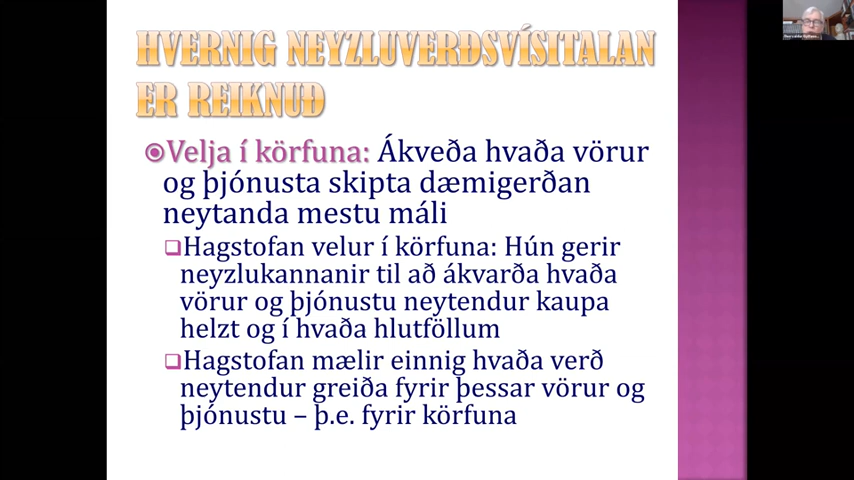 HVERNIG NEYZLUVERÐSVÍSITALAN
ER REIKNUÐ
Velja í körfuna: Ákveða hvaða vörur
og þjónusta skipta dæmigerðan
neytanda mestu máli
Hagstofan velur í körfuna: Hún gerir
neyzlukannanir til að ákvarða hvaða
vörur og þjónustu neytendur kaupa
helzt og í hvaða hlutföllum
Hagstofan mælir einnig hvaða verð
neytendur greiða fyrir þessar vörur og
þjónustu – þ.e. fyrir körfuna